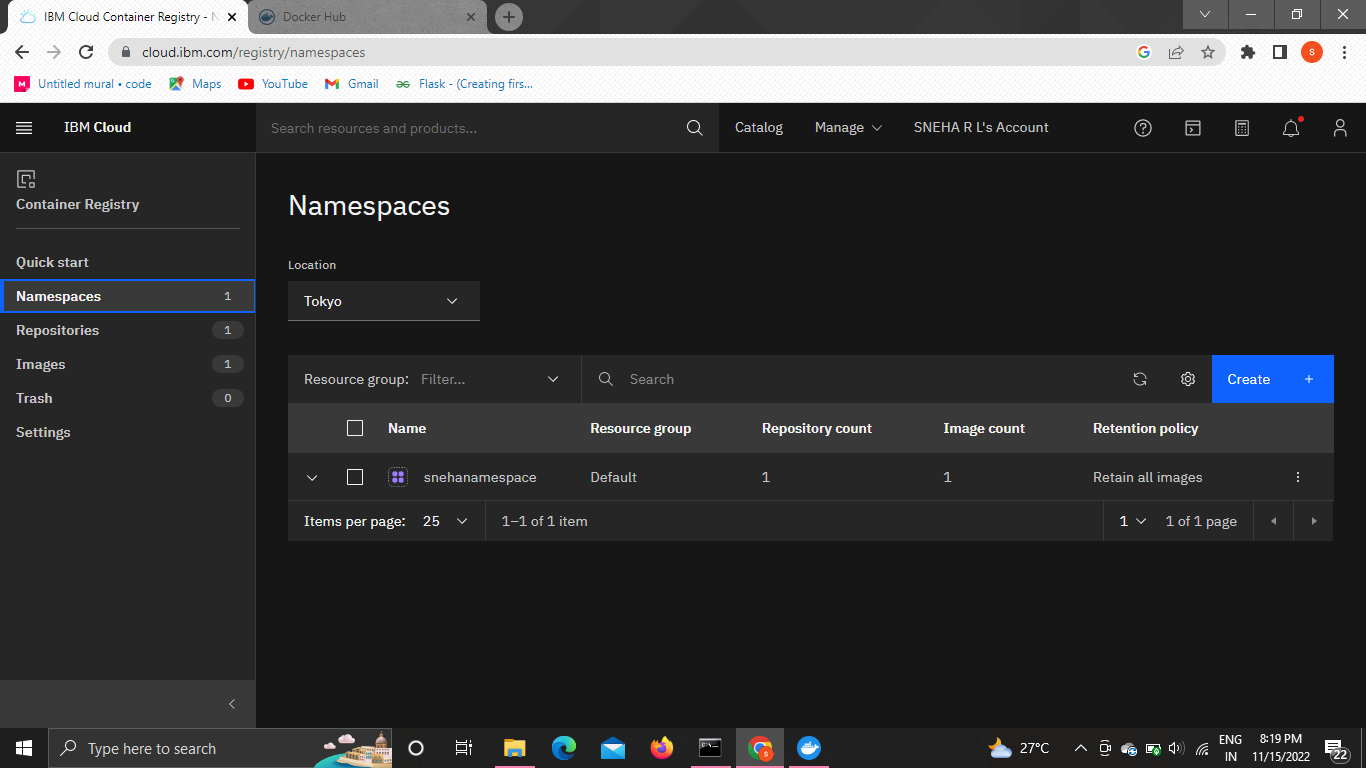 IBM Cloud Container Registry - N
Docker Hub
cloud.ibm.com/registry/namespaces
S
Untitled mural • code
Maps
YouTube
Gmail
Flask - (Creating firs...
IBM Cloud
Search resources and products...
Catalog
Manage
SNEHA R L's Account
Container Registry
Quick start
Namespaces 1
Repositories 1
Images 1
Trash 0
Settings
Namespaces
Location
Tokyo
Resource group: Filter...
Search
Create +
Name Resource group Repository count Image count Retention policy
snehanamespace Default 1 1 Retain all images
Items per page: 25 1–1 of 1 item 1 1 of 1 page
Type here to search
27°C
ENG
IN
8:19 PM
11/15/2022
22